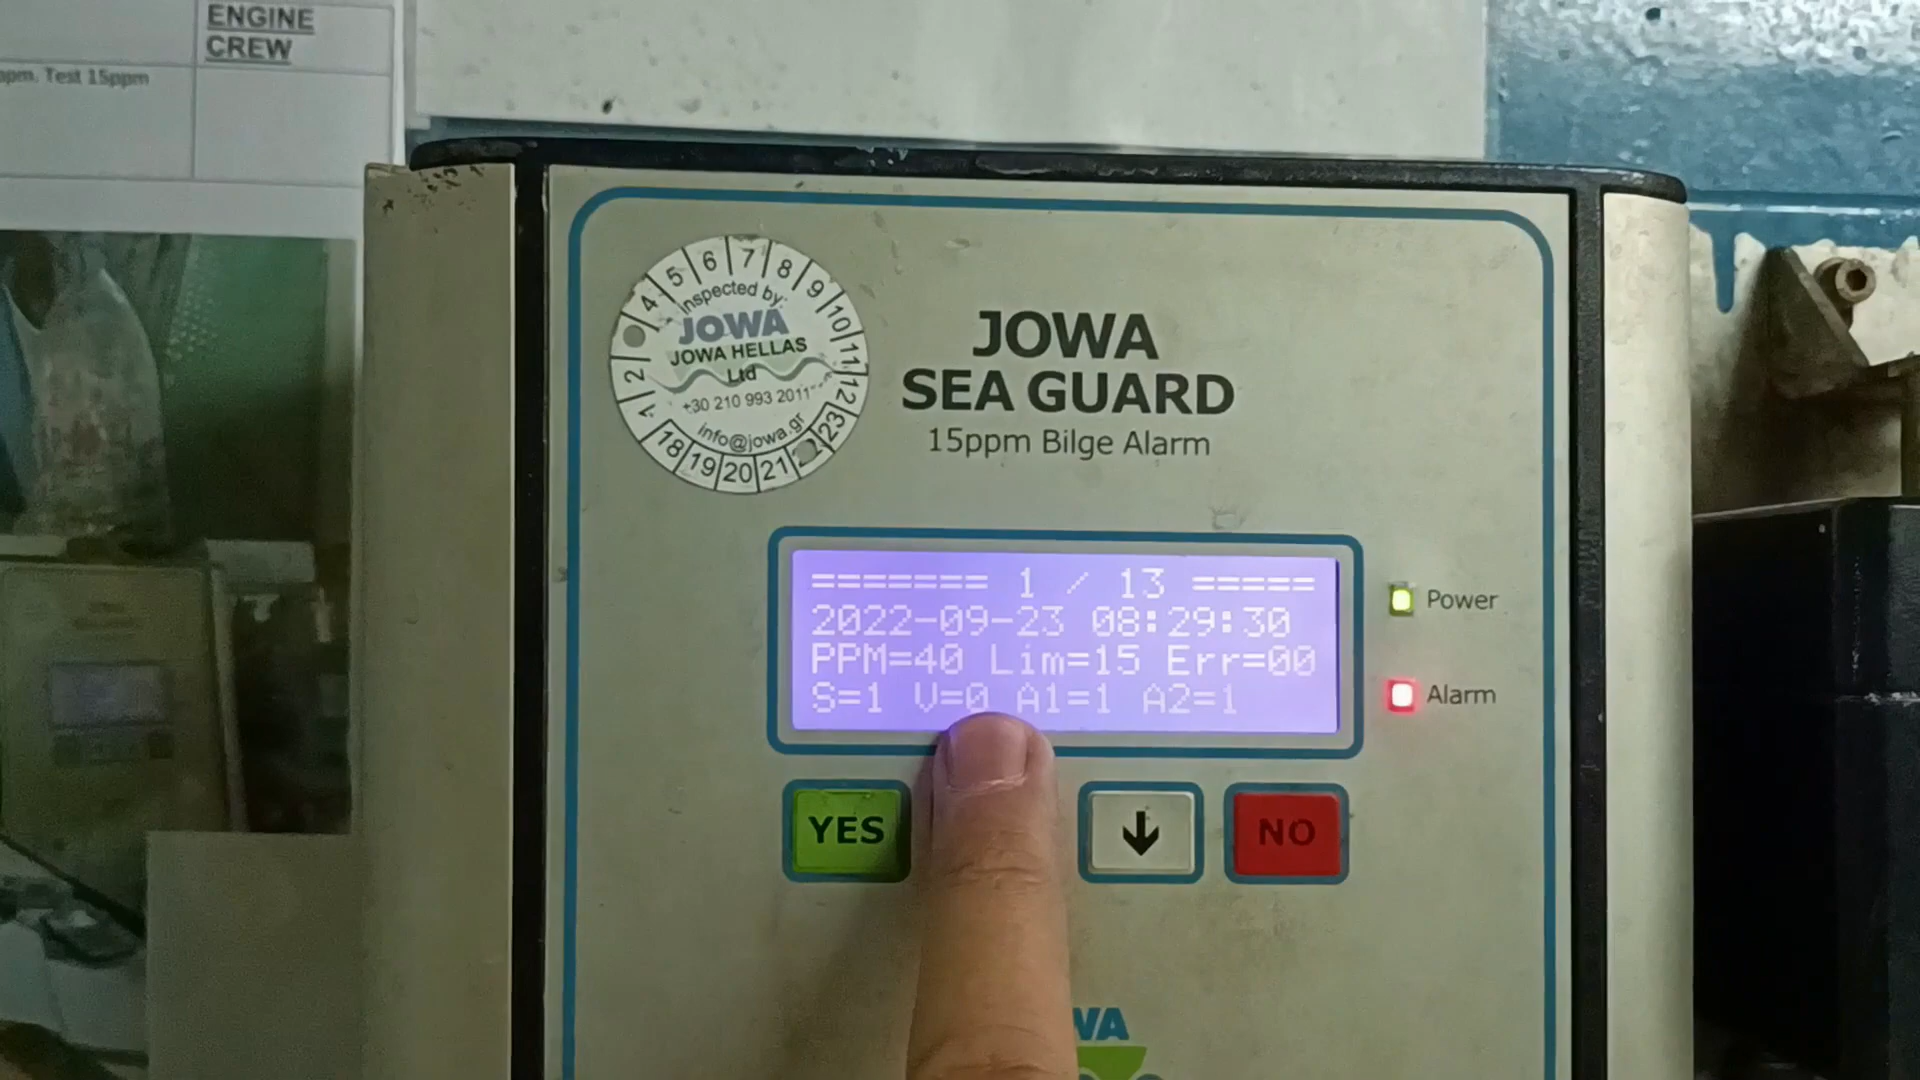 ENGINE
CREW
ppm. Test 15ppm
4 5 6 7 8 9 10 11 12
Inspected by:
JOWA
JOWA HELLAS
Ltd
+30 210 993 2011
info@jowa.gr
2
1
18 19 20 21 23
JOWA
SEA GUARD
15ppm Bilge Alarm
======= 1 / 13 =====
2022-09-23 08:29:30
PPM=40 Lim=15 Err=00
S=1 V=0 A1=1 A2=1
Power
Alarm
YES
↓
NO
WA